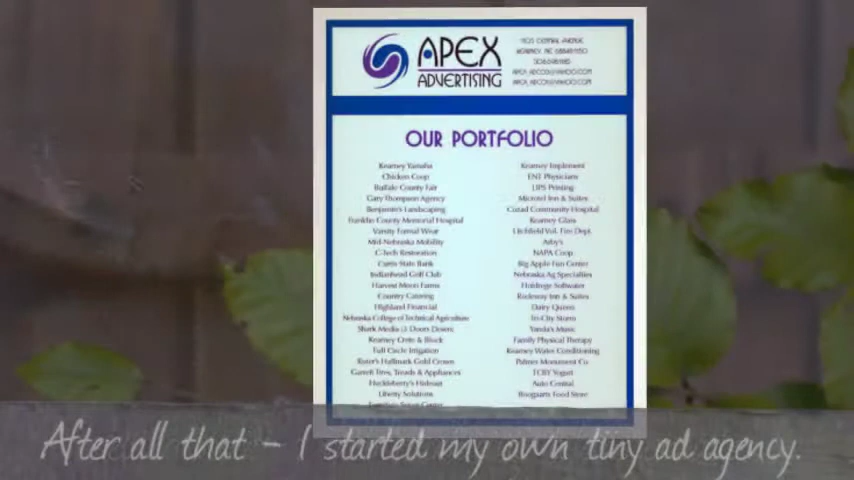 APEX
ADVERTISING
OUR PORTFOLIO
Kearney Yamaha
Chicken Coop
Buffalo County Fair
Gary Thompson Agency
Benjamin's Landscaping
Franklin County Memorial Hospital
Varsity Formal Wear
Mid-Nebraska Mobility
C-Tech Restoration
Curtis State Bank
Indianhead Golf Club
Harvest Moon Farms
Country Catering
Highland Financial
Nebraska College of Technical Agriculture
Shark Media (3 Doors Down)
Kearney Crete & Block
Full Circle Irrigation
Hallmark Gold Crown
Garrett Tires, Treads & Appliances
Huckleberry's Hideout
Liberty Solutions
Kearney Implement
ENT Physicians
UPS Printing
Microtel Inn & Suites
Cozad Community Hospital
Kearney Glass
Litchfield Vol. Fire Dept.
Arby's
NAPA Coop
Big Apple Fun Center
Nebraska Ag Specialties
Holdrege Softwater
Rodeway Inn & Suites
Dairy Queen
Tri-City Storm
Yanda's Music
Family Physical Therapy
Kearney Water Conditioning
Palmer Monument Co
TCBY Yogurt
Auto Central
Boogaarts Food Store
After all that - I started my own tiny ad agency.